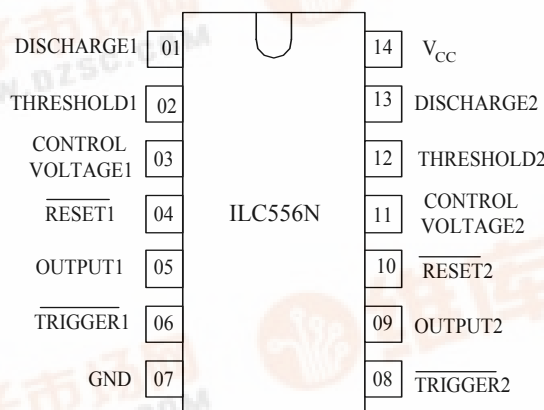 DISCHARGE1 01
THRESHOLD1 02
CONTROL
VOLTAGE1 03
RESET1 04
OUTPUT1 05
TRIGGER1 06
GND 07
ILC556N
14 VCC
13 DISCHARGE2
12 THRESHOLD2
11 CONTROL
VOLTAGE2
10 RESET2
09 OUTPUT2
08 TRIGGER2